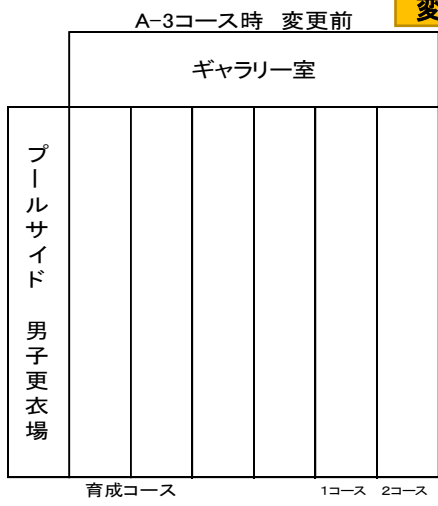 A-3コース時 変更前
変
ギャラリー室
プールサイド 男子更衣場
育成コース
1コース 2コース